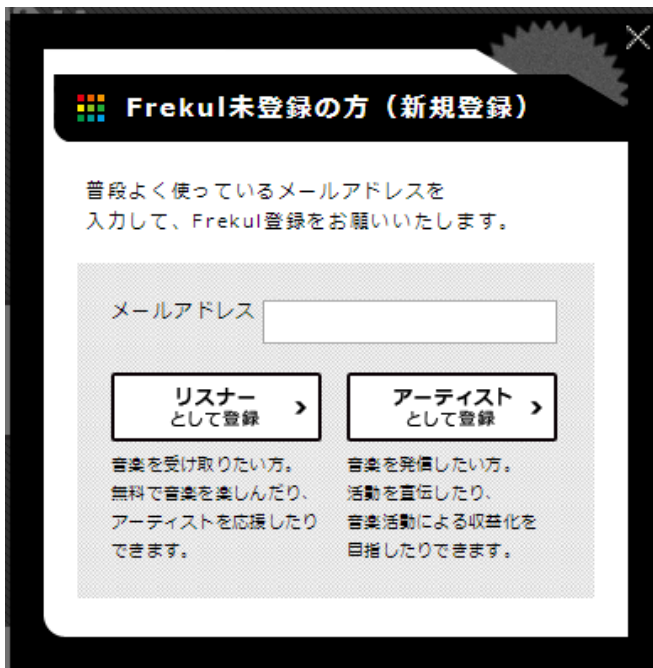 Frekul未登録の方（新規登録）
普段よく使っているメールアドレスを
入力して、Frekul登録をお願いいたします。
メールアドレス
リスナー
として登録
音楽を受け取りたい方。
無料で音楽を楽しんだり、
アーティストを応援したり
できます。
アーティスト
として登録
音楽を発信したい方。
活動を宣伝したり、
音楽活動による収益化を
目指したりできます。